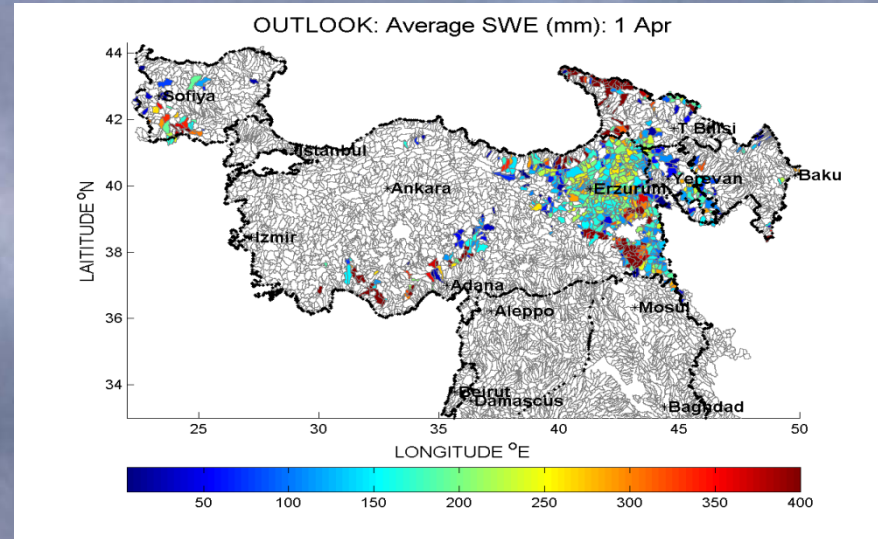 OUTLOOK: Average SWE (mm): 1 Apr
44
42
40
38
36
34
LAITITUDE ºN
Sofiya
Istanbul
Ankara
Izmir
Adana
Erzurum
T Bilisi
Yerevan
Baku
Aleppo
Mosul
Beirut
Damascus
Baghdad
25 30 35 40 45 50
LONGITUDE ºE
50 100 150 200 250 300 350 400